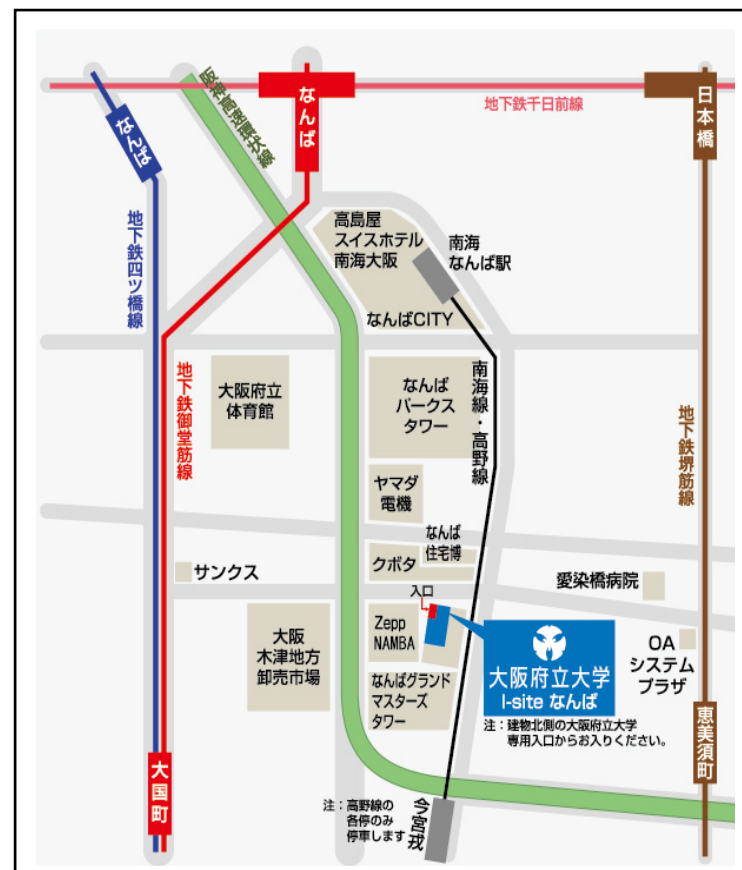 なんば
阪神高速環状線
なんば
地下鉄千日前線
日本橋
地下鉄四ツ橋線
高島屋
スイスホテル
南海大阪
南海
なんば駅
なんばCITY
地下鉄御堂筋線
大阪府立
体育館
なんば
パークス
タワー
南海線・高野線
地下鉄堺筋線
ヤマダ
電機
なんば
住宅博
クボタ
サンクス
入口
愛染橋病院
大阪
木津地方
卸売市場
Zepp
NAMBA
大阪府立大学
I-site なんば
OA
システム
プラザ
なんばグランド
マスターズ
タワー
注：建物北側の大阪府立大学
専用入口からお入りください。
恵美須町
大国町
注：高野線の
各停のみ
停車します
今宮戎